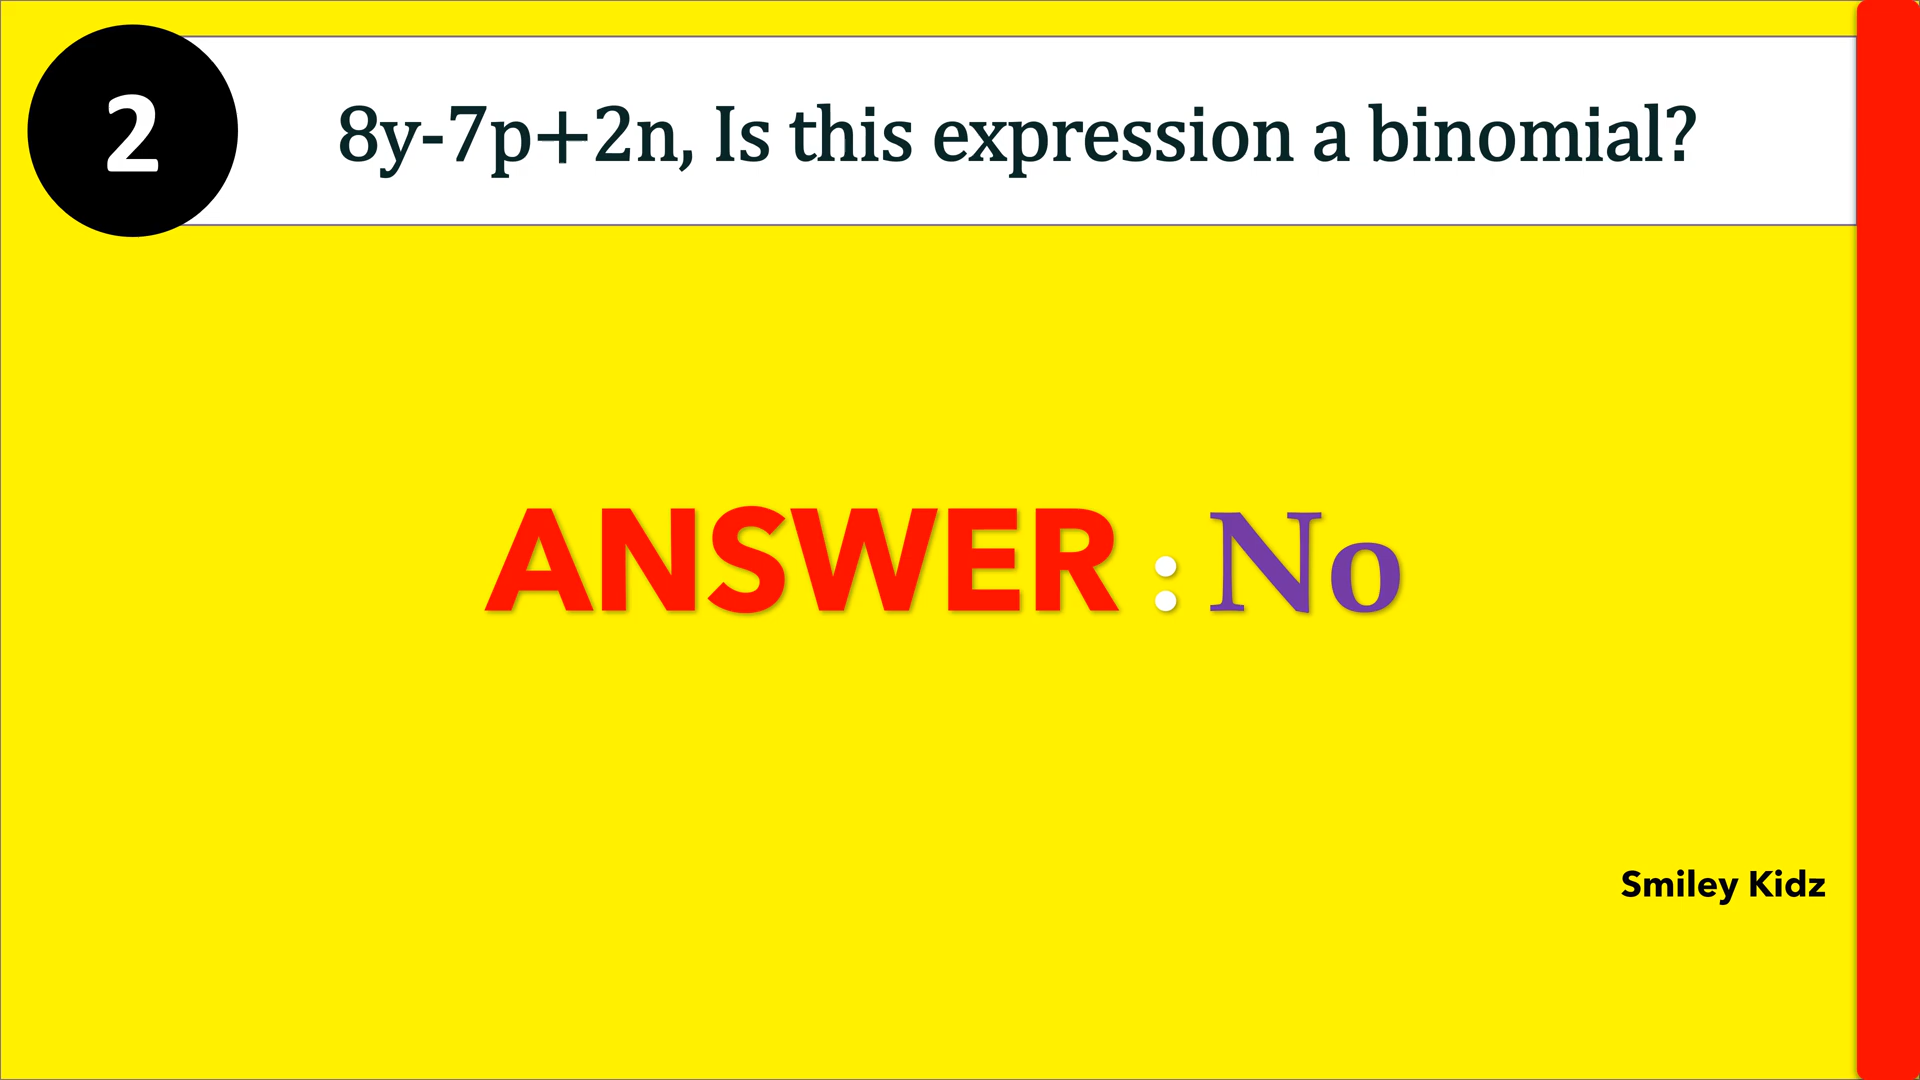 2
8y-7p+2n, Is this expression a binomial?
ANSWER : No
Smiley Kidz